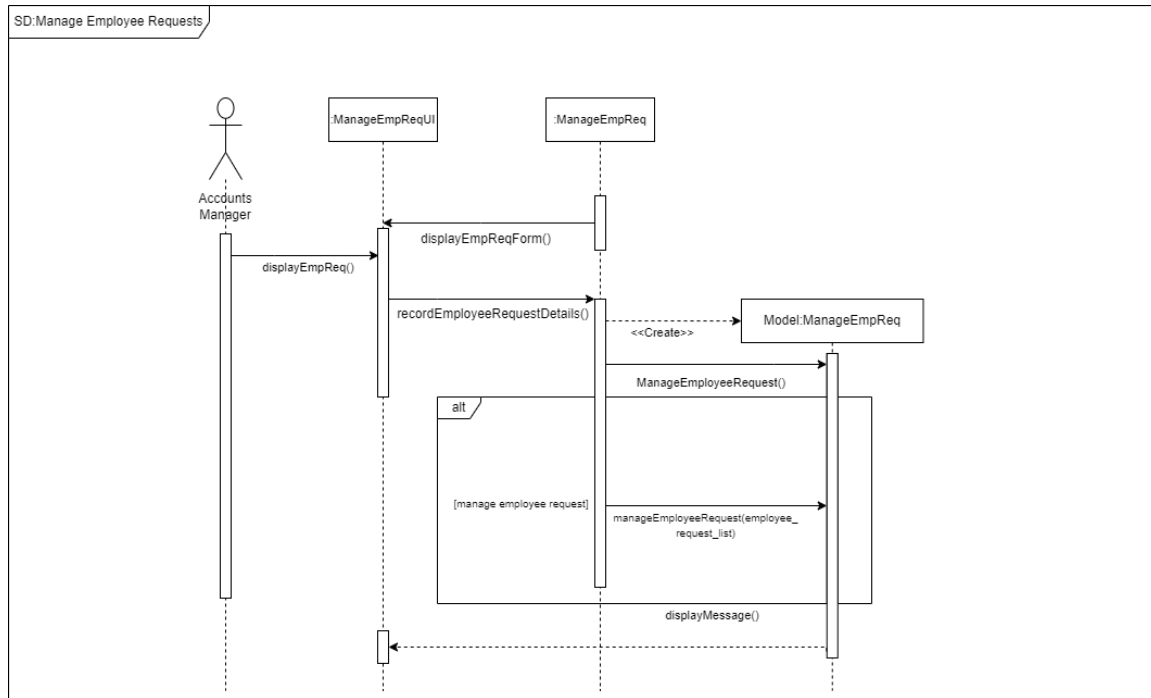 SD:Manage Employee Requests
:ManageEmpReqUI
:ManageEmpReq
Accounts
Manager
displayEmpReqForm()
displayEmpReq()
recordEmployeeRequestDetails()
<<Create>>
Model:ManageEmpReq
ManageEmployeeRequest()
alt
[manage employee request]
manageEmployeeRequest(employee_
request_list)
displayMessage()